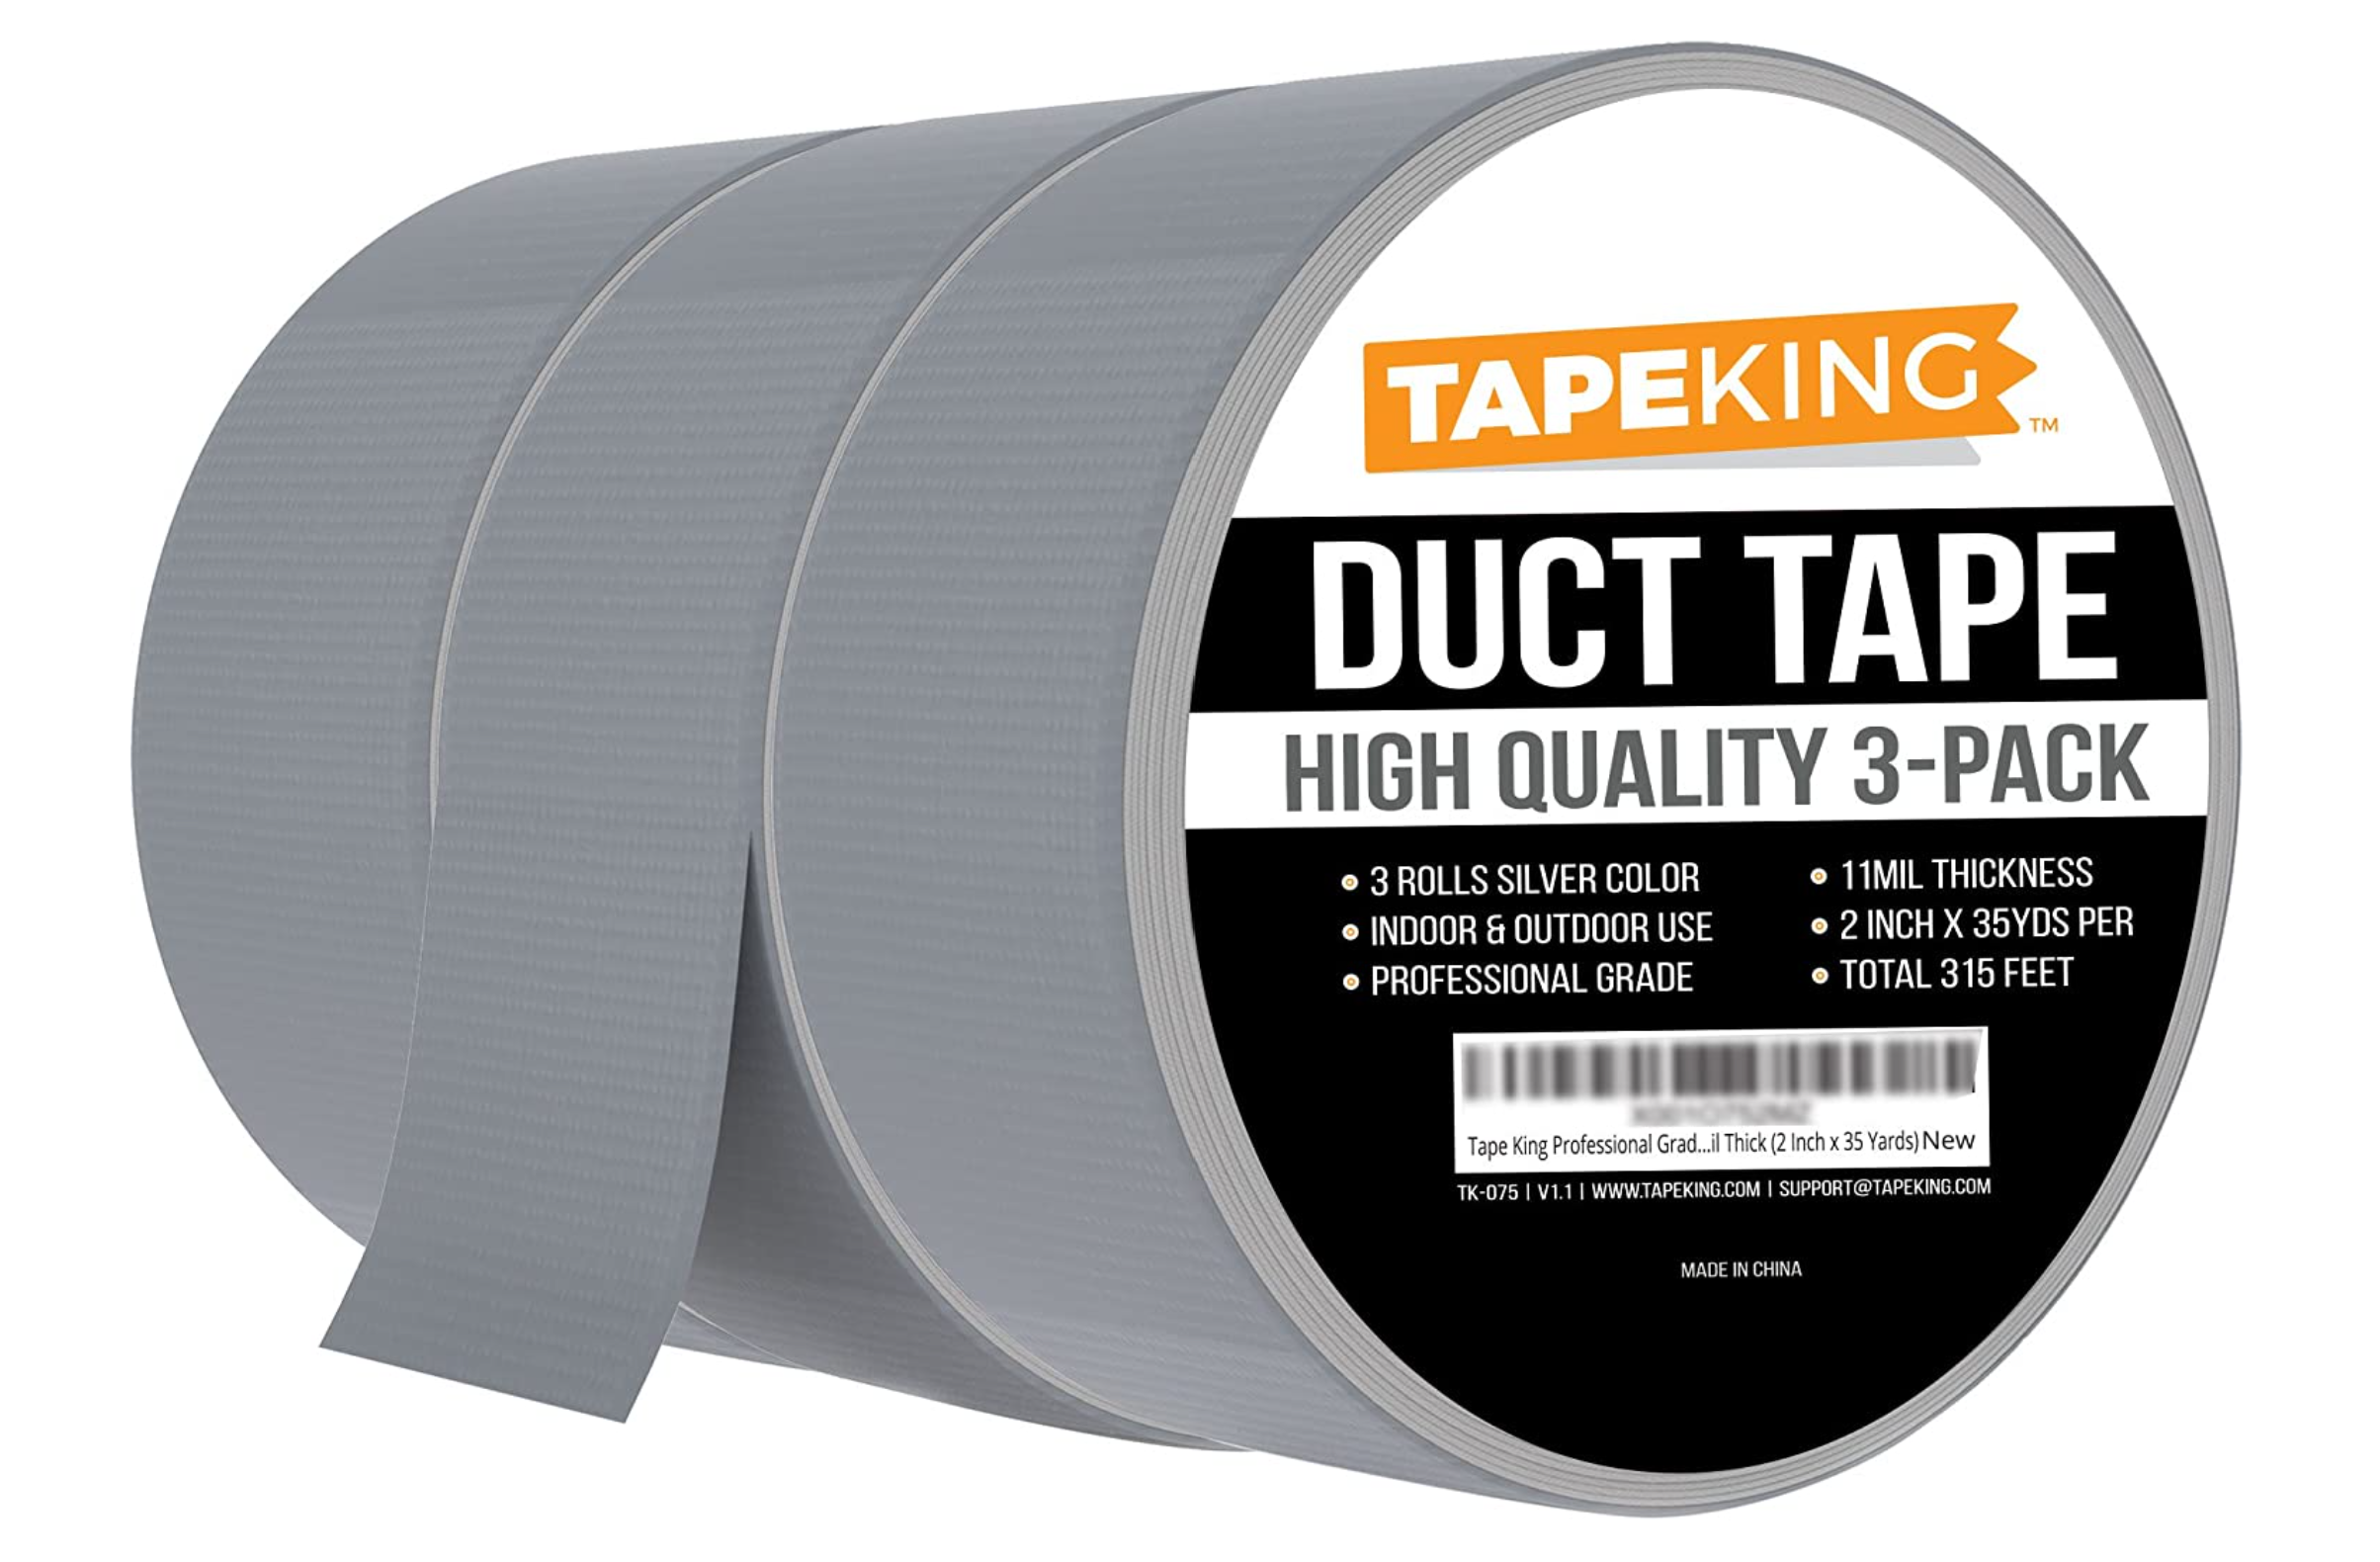 TAPEKING™
DUCT TAPE
HIGH QUALITY 3-PACK
3 ROLLS SILVER COLOR
INDOOR & OUTDOOR USE
PROFESSIONAL GRADE
11MIL THICKNESS
2 INCH X 35YDS PER
TOTAL 315 FEET
Tape King Professional Grad...il Thick (2 Inch x 35 Yards) New
TK-075 | V1.1 | WWW.TAPEKING.COM | SUPPORT@TAPEKING.COM
MADE IN CHINA